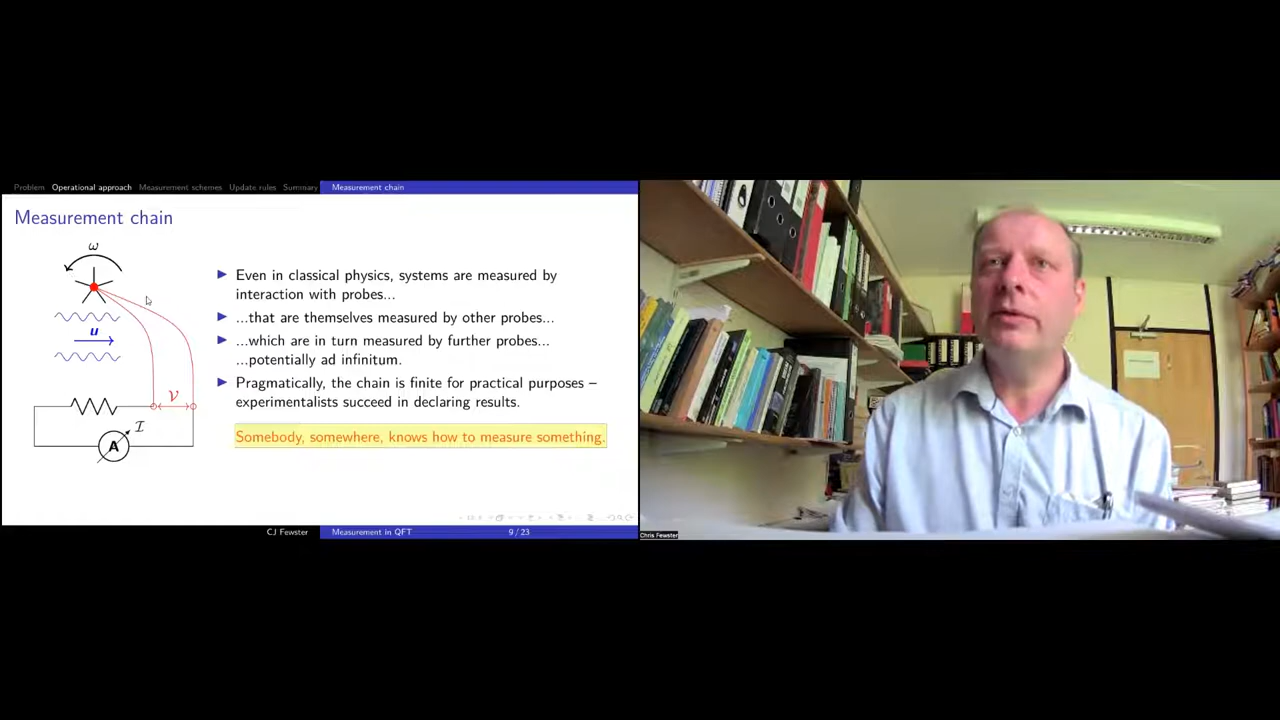 Problem Operational approach Measurement schemes Update rules Summary Measurement chain
Measurement chain
ω
u
V
I
A
▶ Even in classical physics, systems are measured by
interaction with probes...
▶ ...that are themselves measured by other probes...
▶ ...which are in turn measured by further probes...
...potentially ad infinitum.
▶ Pragmatically, the chain is finite for practical purposes –
experimentalists succeed in declaring results.
Somebody, somewhere, knows how to measure something.
CJ Fewster Measurement in QFT 9 / 23
Chris Fewster